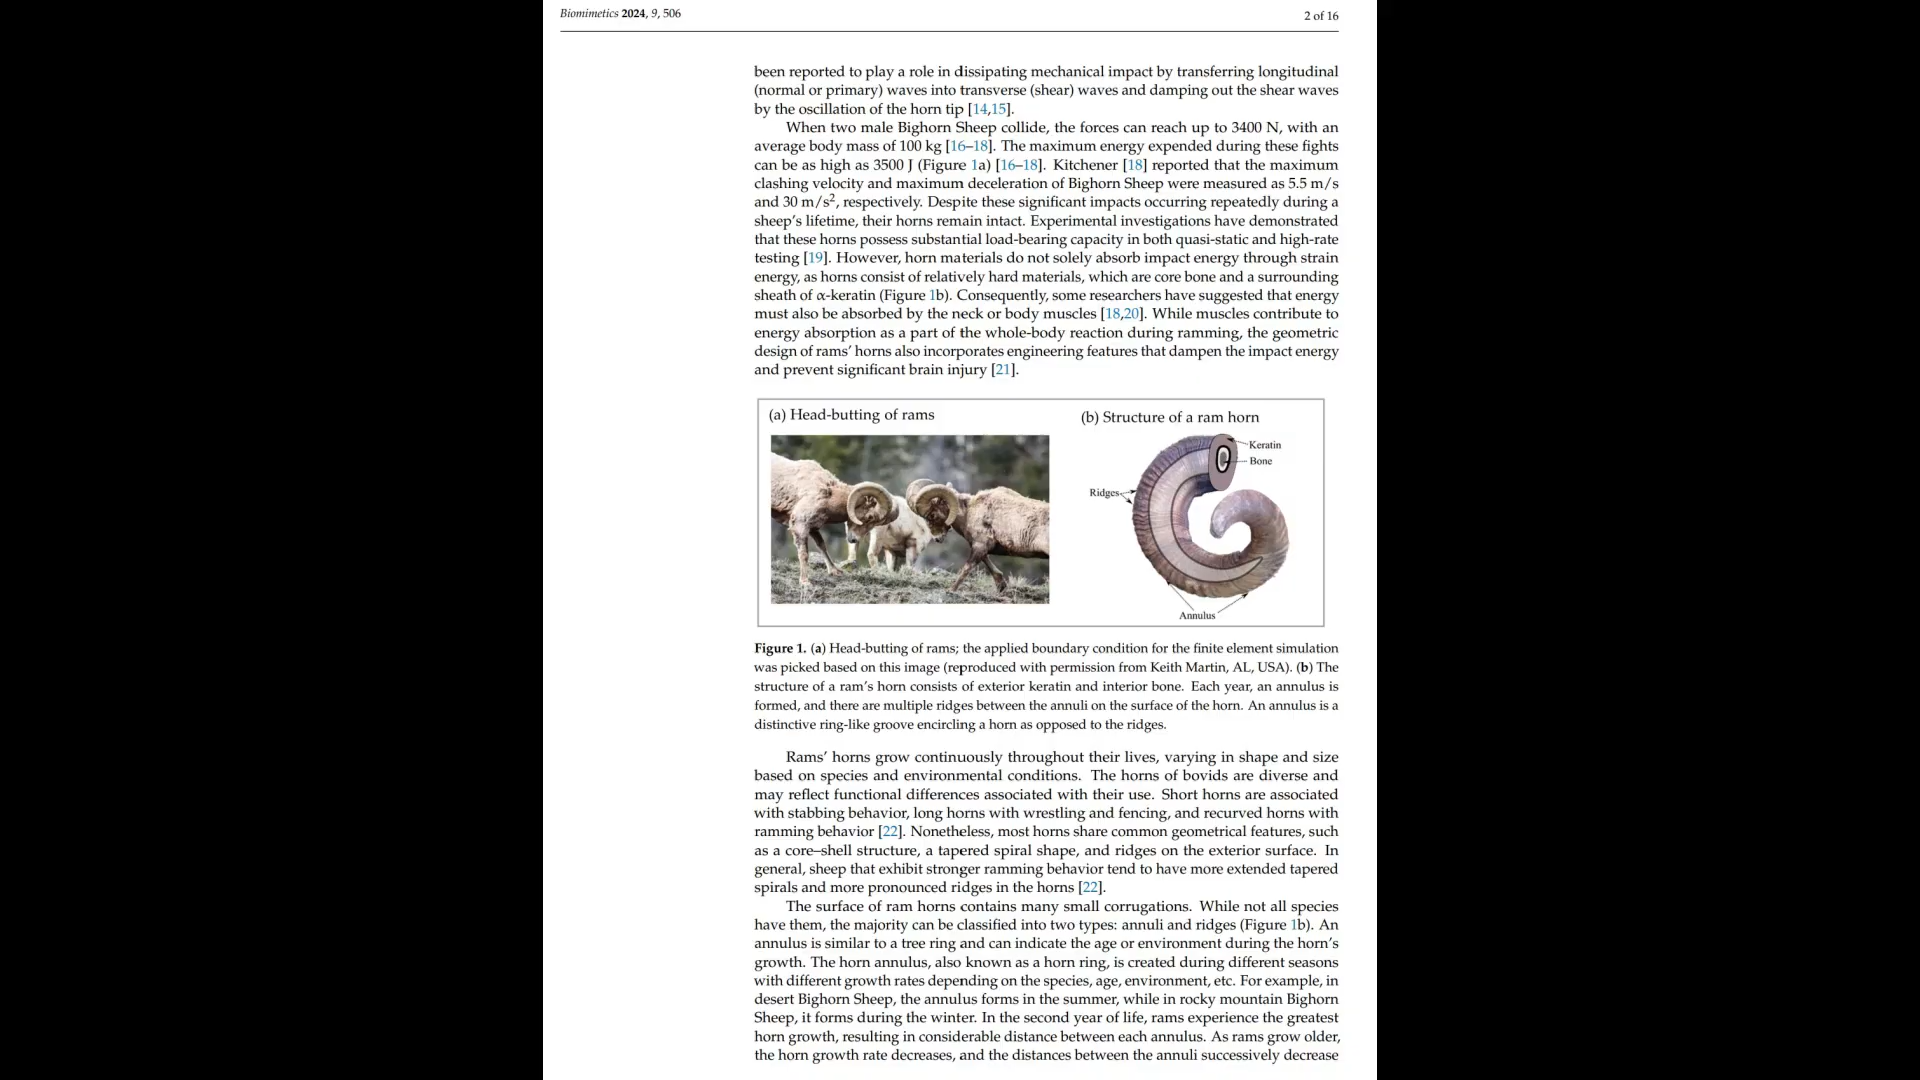 Biomimetics 2024, 9, 506
2 of 16
been reported to play a role in dissipating mechanical impact by transferring longitudinal
(normal or primary) waves into transverse (shear) waves and damping out the shear waves
by the oscillation of the horn tip [14,15].
When two male Bighorn Sheep collide, the forces can reach up to 3400 N, with an
average body mass of 100 kg [16–18]. The maximum energy expended during these fights
can be as high as 3500 J (Figure 1a) [16–18]. Kitchener [18] reported that the maximum
clashing velocity and maximum deceleration of Bighorn Sheep were measured as 5.5 m/s
and 30 m/s², respectively. Despite these significant impacts occurring repeatedly during a
sheep's lifetime, their horns remain intact. Experimental investigations have demonstrated
that these horns possess substantial load-bearing capacity in both quasi-static and high-rate
testing [19]. However, horn materials do not solely absorb impact energy through strain
energy, as horns consist of relatively hard materials, which are core bone and a surrounding
sheath of α-keratin (Figure 1b). Consequently, some researchers have suggested that energy
must also be absorbed by the neck or body muscles [18,20]. While muscles contribute to
energy absorption as a part of the whole-body reaction during ramming, the geometric
design of rams' horns also incorporates engineering features that dampen the impact energy
and prevent significant brain injury [21].
(a) Head-butting of rams
(b) Structure of a ram horn
Keratin
Bone
Ridges
Annulus
Figure 1. (a) Head-butting of rams; the applied boundary condition for the finite element simulation
was picked based on this image (reproduced with permission from Keith Martin, AL, USA). (b) The
structure of a ram's horn consists of exterior keratin and interior bone. Each year, an annulus is
formed, and there are multiple ridges between the annuli on the surface of the horn. An annulus is a
distinctive ring-like groove encircling a horn as opposed to the ridges.
Rams' horns grow continuously throughout their lives, varying in shape and size
based on species and environmental conditions. The horns of bovids are diverse and
may reflect functional differences associated with their use. Short horns are associated
with stabbing behavior, long horns with wrestling and fencing, and recurved horns with
ramming behavior [22]. Nonetheless, most horns share common geometrical features, such
as a core–shell structure, a tapered spiral shape, and ridges on the exterior surface. In
general, sheep that exhibit stronger ramming behavior tend to have more extended tapered
spirals and more pronounced ridges in the horns [22].
The surface of ram horns contains many small corrugations. While not all species
have them, the majority can be classified into two types: annuli and ridges (Figure 1b). An
annulus is similar to a tree ring and can indicate the age or environment during the horn's
growth. The horn annulus, also known as a horn ring, is created during different seasons
with different growth rates depending on the species, age, environment, etc. For example, in
desert Bighorn Sheep, the annulus forms in the summer, while in rocky mountain Bighorn
Sheep, it forms during the winter. In the second year of life, rams experience the greatest
horn growth, resulting in considerable distance between each annulus. As rams grow older,
the horn growth rate decreases, and the distances between the annuli successively decrease